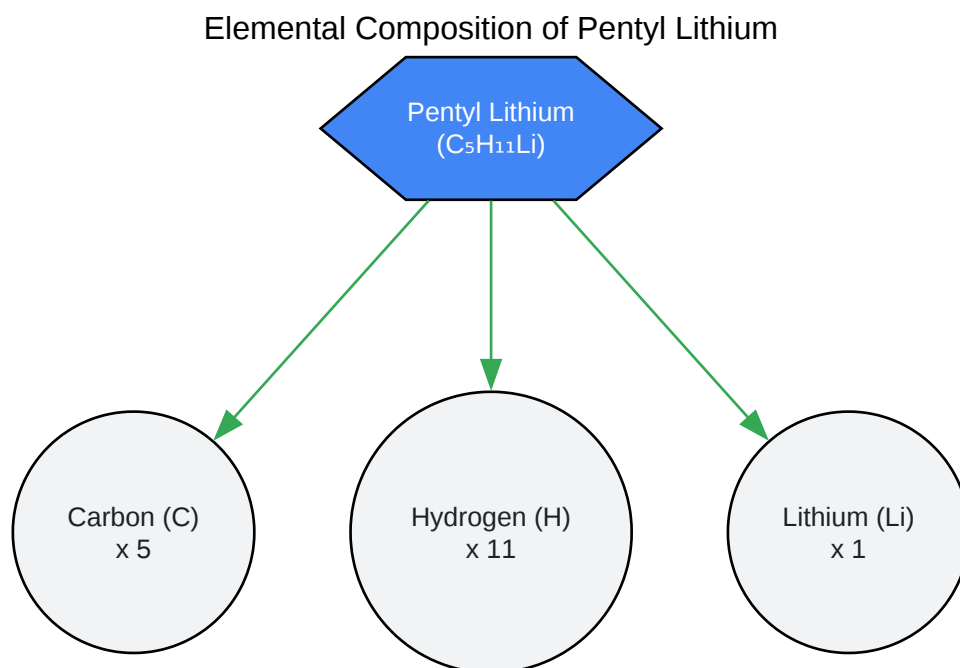 Elemental Composition of Pentyl Lithium
Pentyl Lithium
(C₅H₁₁Li)
Carbon (C)
x 5
Hydrogen (H)
x 11
Lithium (Li)
x 1